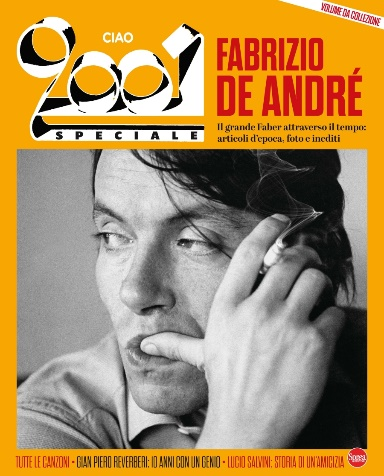 VOLUME DA COLLEZIONE
CIAO
2001
SPECIALE
FABRIZIO
DE ANDRÉ
Il grande Faber attraverso il tempo:
articoli d'epoca, foto e inediti
TUTTE LE CANZONI • GIAN PIERO REVERBERI: 10 ANNI CON UN GENIO • LUCIO SALVINI: STORIA DI UN'AMICIZIA
Sprea